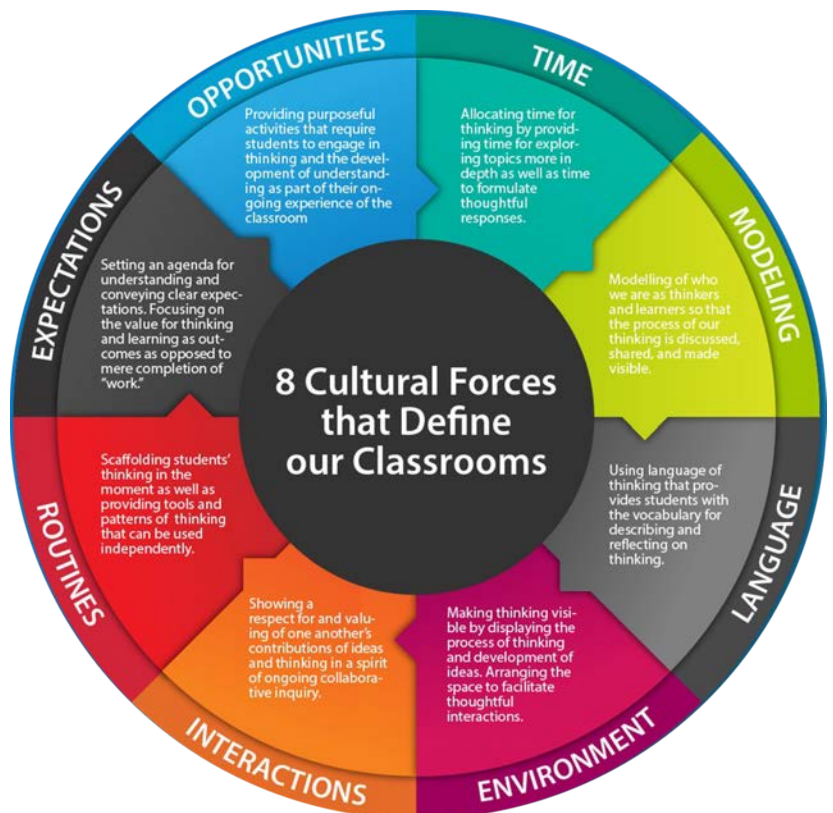 8 Cultural Forces
that Define
our Classrooms
OPPORTUNITIES
Providing purposeful
activities that require
students to engage in
thinking and the devel-
opment of understand-
ing as part of their on-
going experience of the
classroom
TIME
Allocating time for
thinking by provid-
ing time for explor-
ing topics more in
depth as well as time
to formulate
thoughtful
responses.
MODELING
Modelling of who
we are as thinkers
and learners so that
the process of our
thinking is discussed,
shared, and made
visible.
LANGUAGE
Using language of
thinking that pro-
vides students with
the vocabulary for
describing and
reflecting on
thinking.
ENVIRONMENT
Making thinking visi-
ble by displaying the
process of thinking
and development of
ideas. Arranging the
space to facilitate
thoughtful
interactions.
INTERACTIONS
Showing a
respect for and valu-
ing of one another's
contributions of ideas
and thinking in a spirit
of ongoing collabora-
tive inquiry.
ROUTINES
Scaffolding students'
thinking in the
moment as well as
providing tools and
patterns of thinking
that can be used
independently.
EXPECTATIONS
Setting an agenda for
understanding and
conveying clear expec-
tations. Focusing on
the value for thinking
and learning as out-
comes as opposed to
mere completion of
"work."